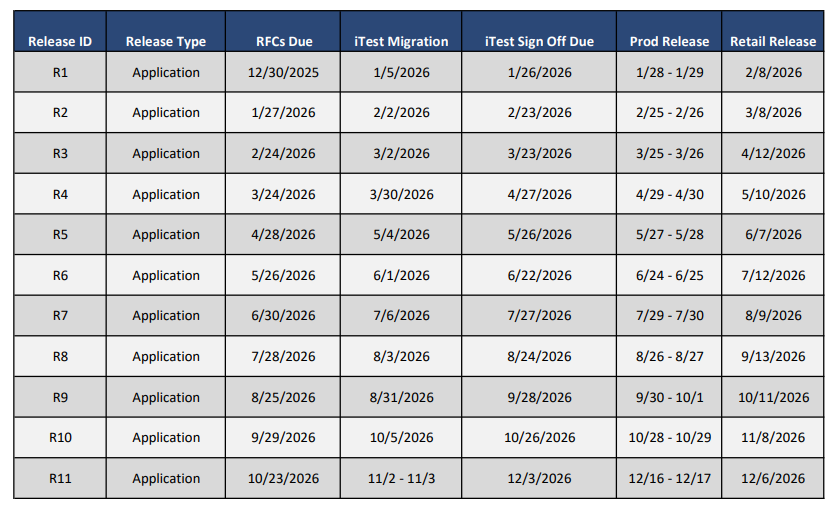 Release ID Release Type RFCs Due iTest Migration iTest Sign Off Due Prod Release Retail Release
R1 Application 12/30/2025 1/5/2026 1/26/2026 1/28 - 1/29 2/8/2026
R2 Application 1/27/2026 2/2/2026 2/23/2026 2/25 - 2/26 3/8/2026
R3 Application 2/24/2026 3/2/2026 3/23/2026 3/25 - 3/26 4/12/2026
R4 Application 3/24/2026 3/30/2026 4/27/2026 4/29 - 4/30 5/10/2026
R5 Application 4/28/2026 5/4/2026 5/26/2026 5/27 - 5/28 6/7/2026
R6 Application 5/26/2026 6/1/2026 6/22/2026 6/24 - 6/25 7/12/2026
R7 Application 6/30/2026 7/6/2026 7/27/2026 7/29 - 7/30 8/9/2026
R8 Application 7/28/2026 8/3/2026 8/24/2026 8/26 - 8/27 9/13/2026
R9 Application 8/25/2026 8/31/2026 9/28/2026 9/30 - 10/1 10/11/2026
R10 Application 9/29/2026 10/5/2026 10/26/2026 10/28 - 10/29 11/8/2026
R11 Application 10/23/2026 11/2 - 11/3 12/3/2026 12/16 - 12/17 12/6/2026